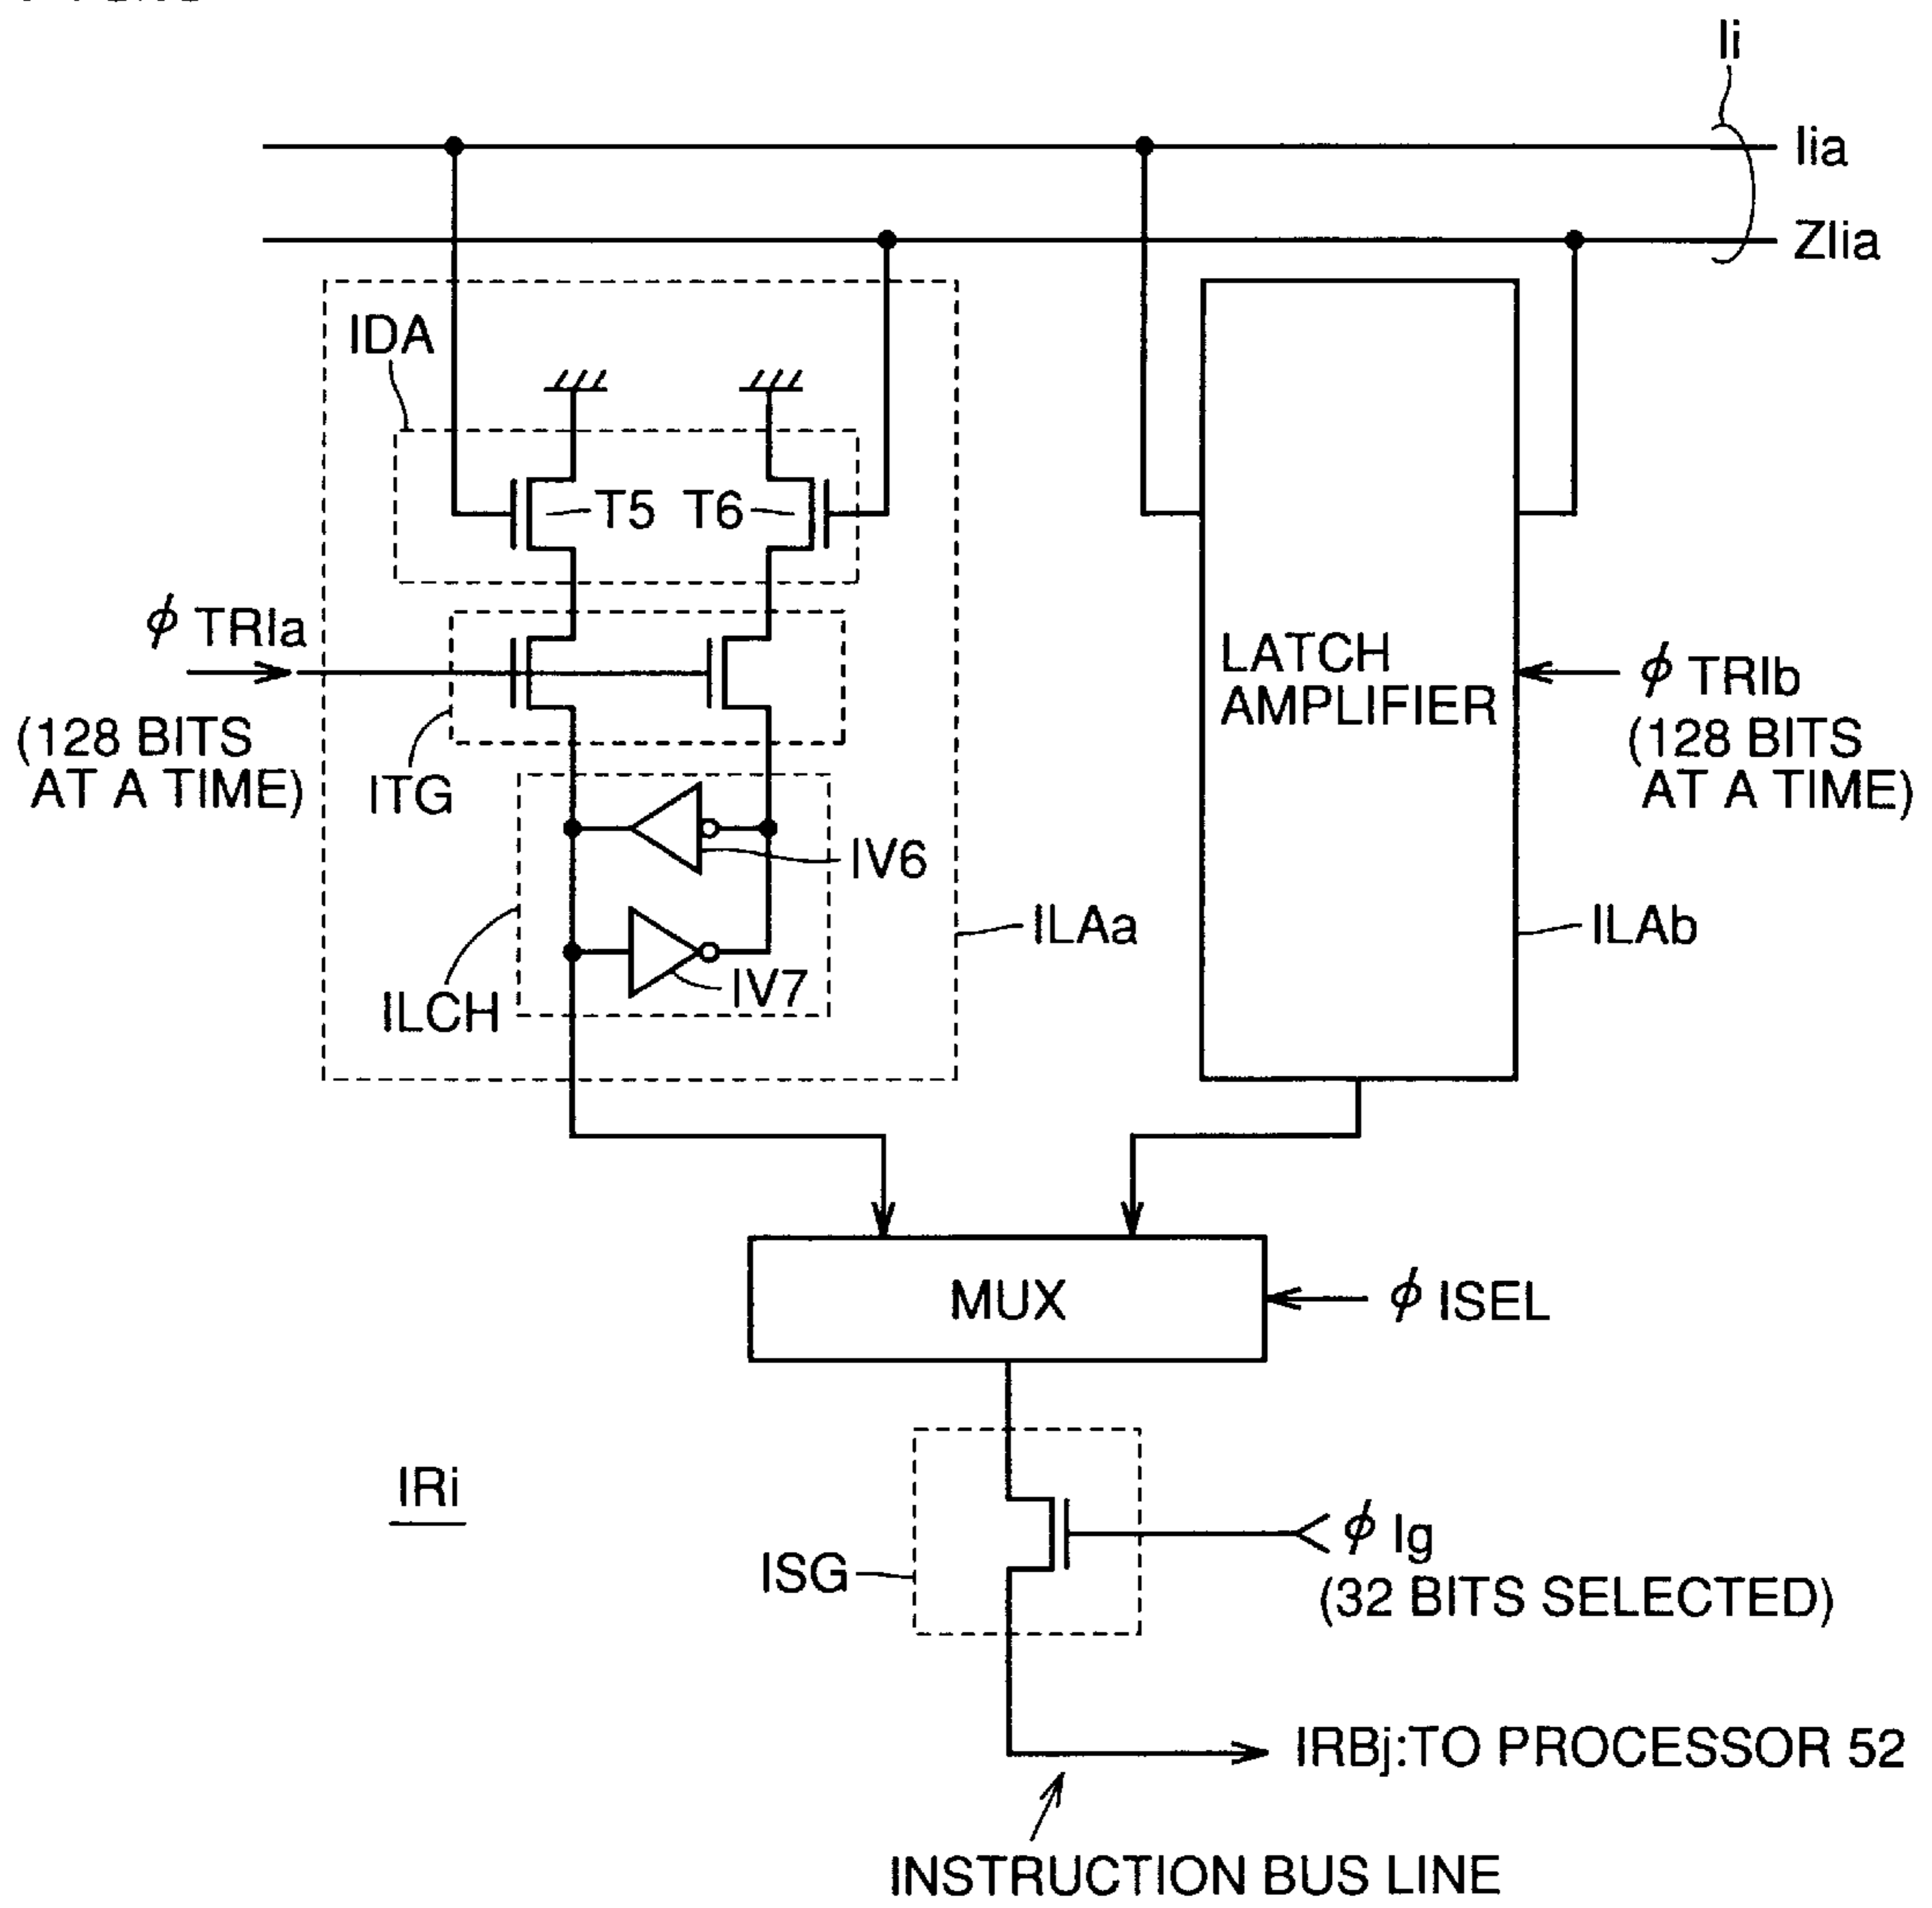 Ii
Iia
ZIia
IDA
T5
T6
ϕ TRIa
(128 BITS
AT A TIME)
ITG
LATCH
AMPLIFIER
ϕ TRIb
(128 BITS
AT A TIME)
IV6
ILAa
ILAb
IV7
ILCH
MUX
ϕ ISEL
IRi
ISG
ϕ Ig
(32 BITS SELECTED)
IRBj:TO PROCESSOR 52
INSTRUCTION BUS LINE